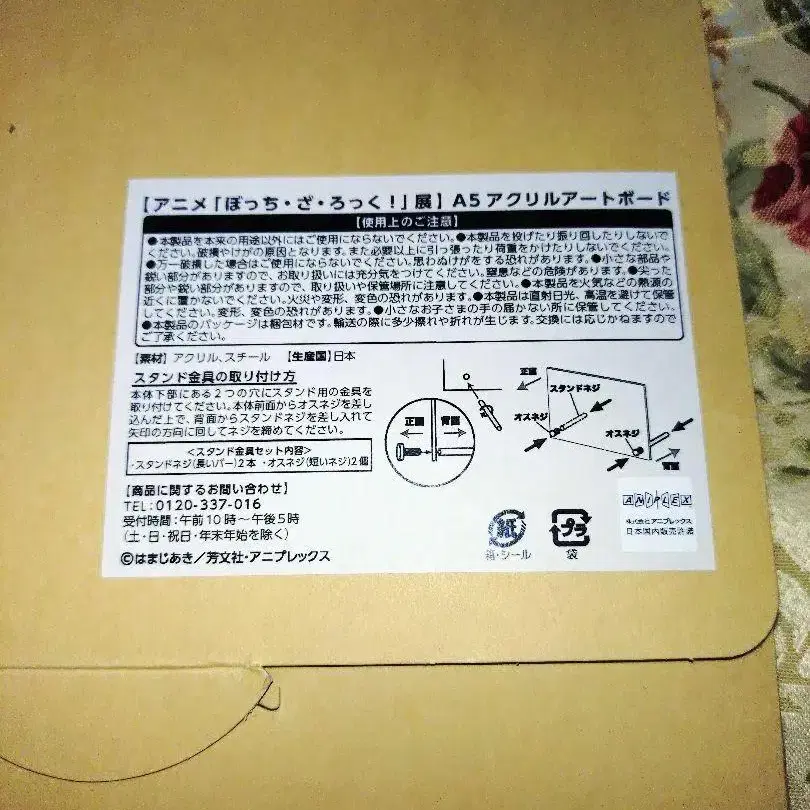 【アニメ「ぼっち・ざ・ろっく！」展】A5アクリルアートボード
【使用上のご注意】
●本製品を本来の用途以外にはご使用にならないでください。●本製品を投げたり振り回したりしないで
ください。破損やけがの原因となります。また必要以上に引っ張ったり荷重をかけたりしないでください。
●万一破損した場合はご使用にならないでください。思わぬけがをする恐れがあります。●小さな部品や
鋭い部分がありますので、お取り扱いには充分気をつけてください。窒息などの危険があります。●尖った
部分や鋭い部分がありますので、取り扱いや保管場所に注意してください。●本製品を火気などの熱源の
近くに置かないでください。火災や変形、変色の恐れがあります。●本製品は直射日光、高温を避けて保管
してください。変形、変色の恐れがあります。●小さなお子さまの手の届かない所に保管してください。
●本製品のパッケージは梱包材です。輸送の際に多少擦れや折れが生じます。交換には応じかねますので
ご了承ください。
【素材】アクリル、スチール 【生産国】日本
スタンド金具の取り付け方
本体下部にある2つの穴にスタンド用の金具を
取り付けてください。本体前面からオスネジを差し
込んだ上で、背面からスタンドネジを差し入れて
矢印の方向に回してネジを締めてください。
＜スタンド金具セット内容＞
・スタンドネジ(長いバー)2本 ・オスネジ(短いネジ)2個
正面
背面
正面
スタンドネジ
オスネジ
オスネジ
背面
【商品に関するお問い合わせ】
TEL:0120-337-016
受付時間：午前10時～午後5時
(土・日・祝日・年末年始を除く)
©はまじあき／芳文社・アニプレックス
紙
箱・シール
プラ
袋
ANIPLEX
株式会社アニプレックス
日本国内販売許諾